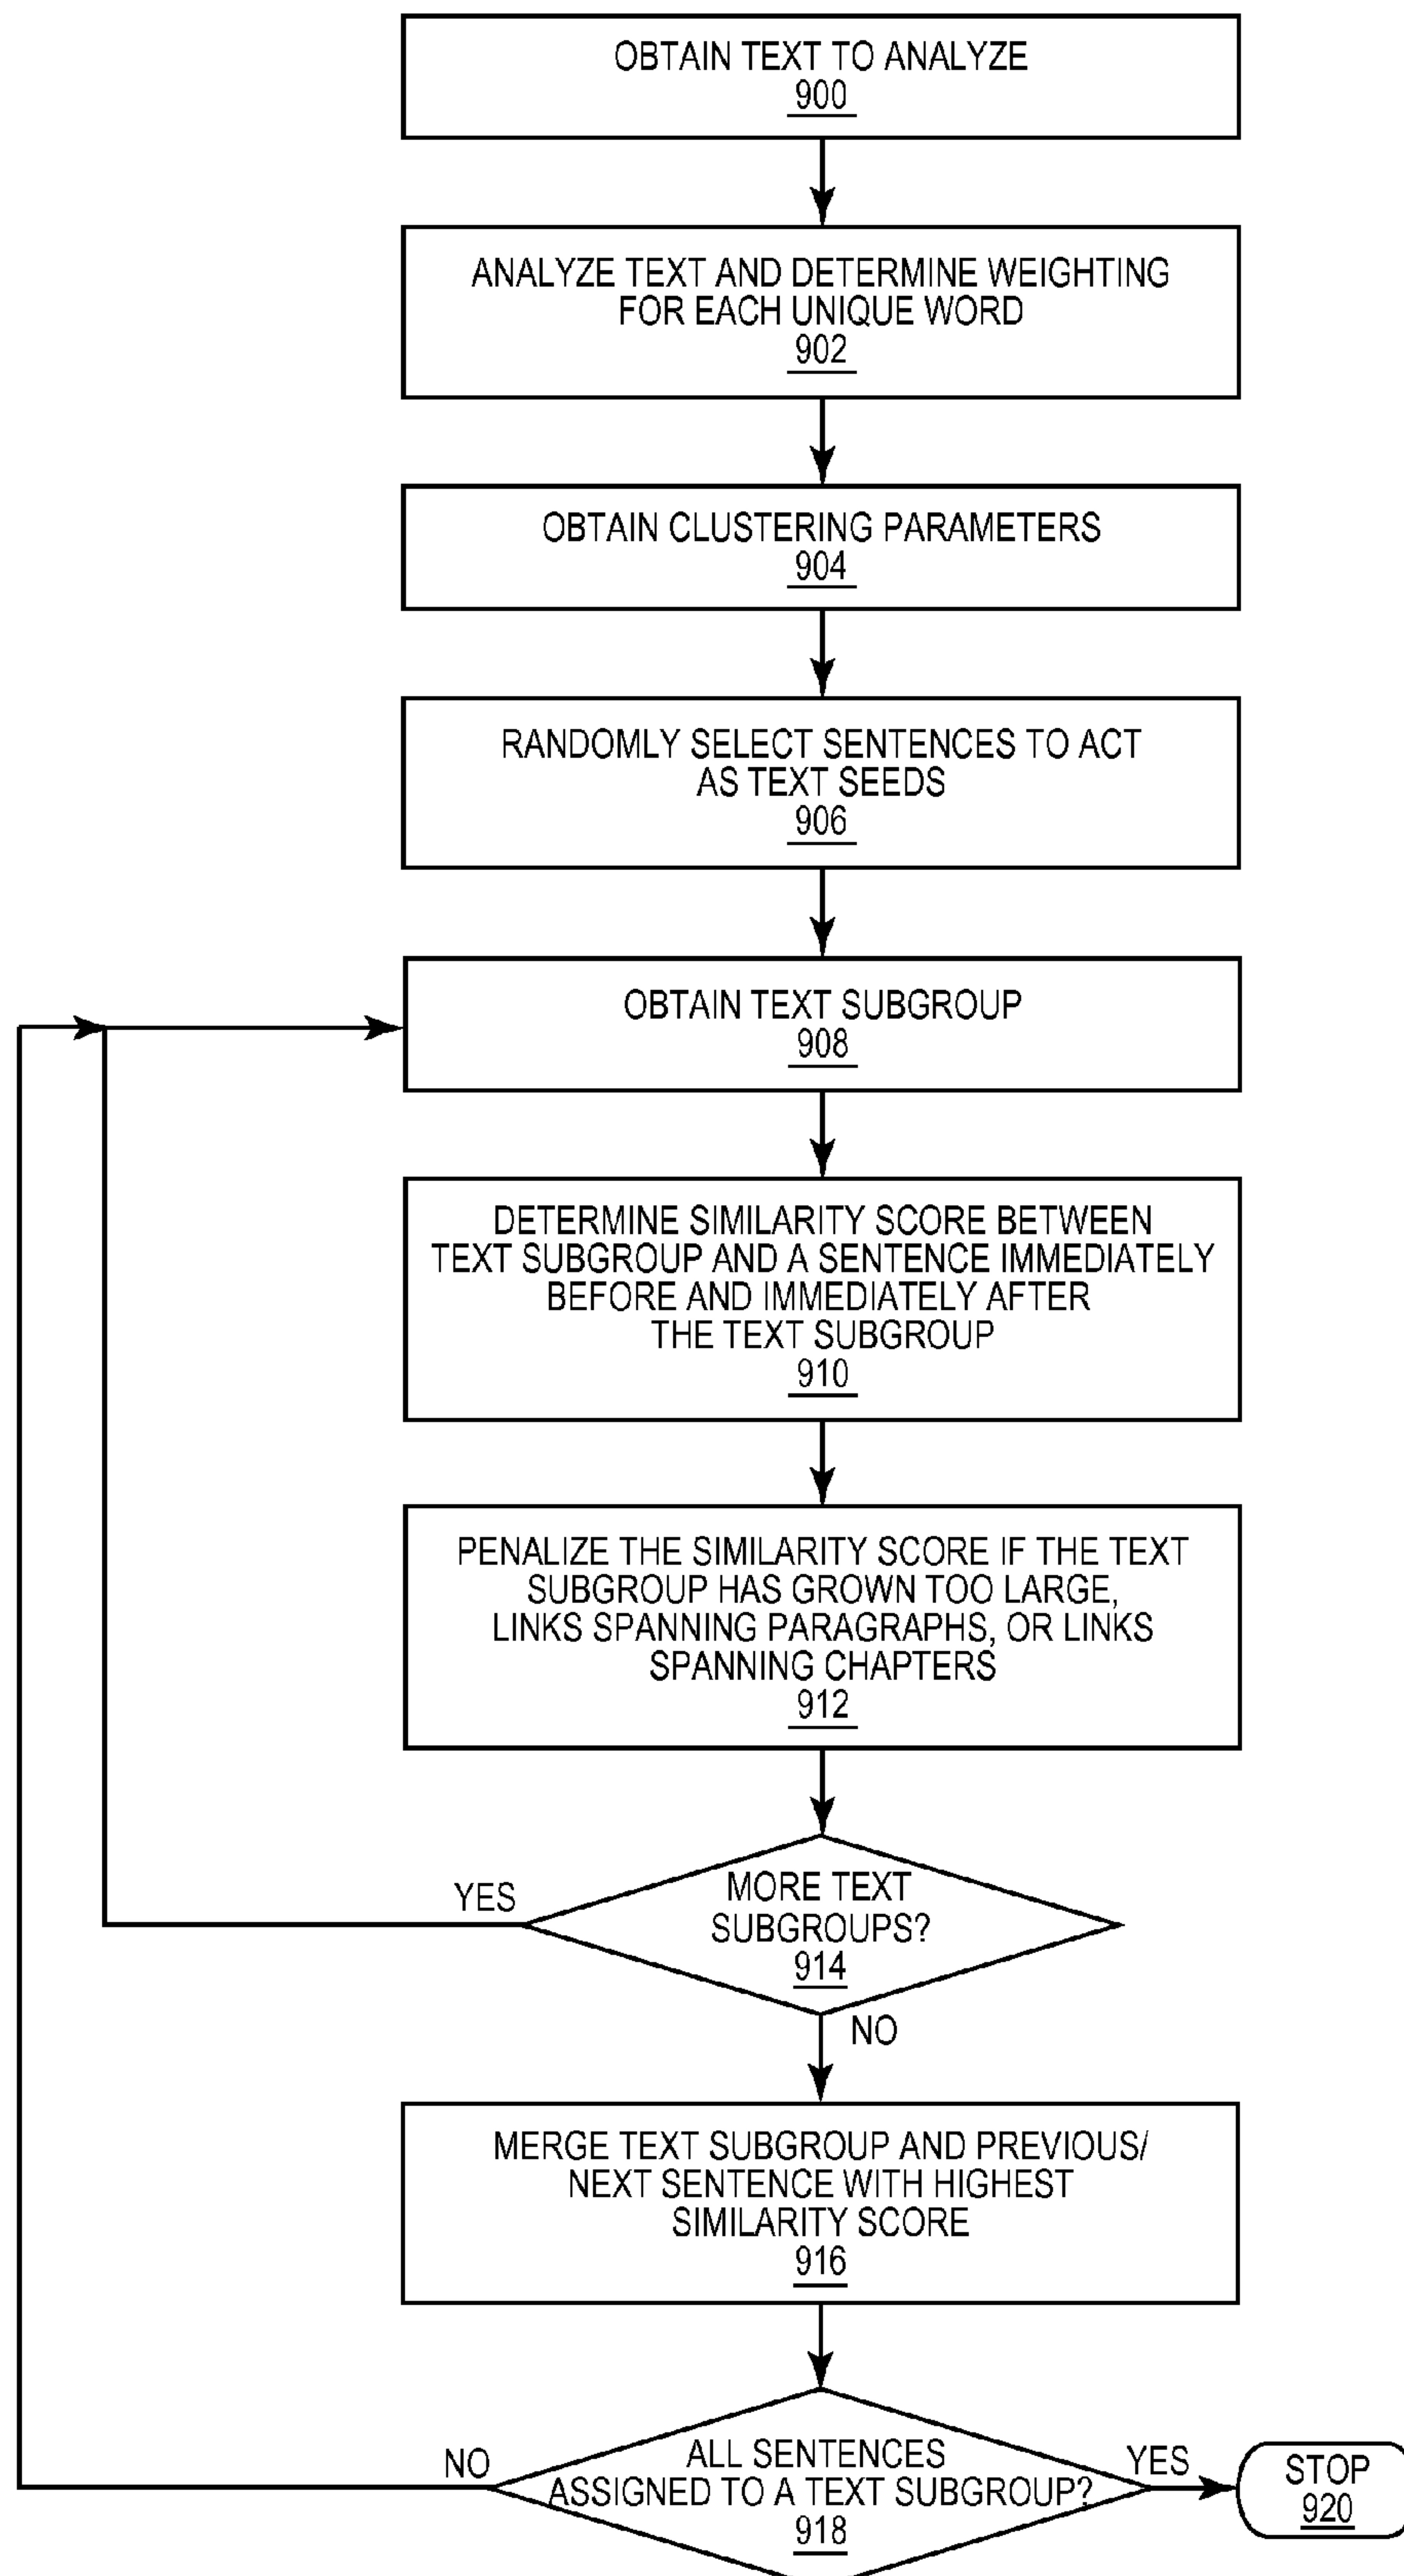 OBTAIN TEXT TO ANALYZE
900
ANALYZE TEXT AND DETERMINE WEIGHTING
FOR EACH UNIQUE WORD
902
OBTAIN CLUSTERING PARAMETERS
904
RANDOMLY SELECT SENTENCES TO ACT
AS TEXT SEEDS
906
OBTAIN TEXT SUBGROUP
908
DETERMINE SIMILARITY SCORE BETWEEN
TEXT SUBGROUP AND A SENTENCE IMMEDIATELY
BEFORE AND IMMEDIATELY AFTER
THE TEXT SUBGROUP
910
PENALIZE THE SIMILARITY SCORE IF THE TEXT
SUBGROUP HAS GROWN TOO LARGE,
LINKS SPANNING PARAGRAPHS, OR LINKS
SPANNING CHAPTERS
912
YES
MORE TEXT
SUBGROUPS?
914
NO
MERGE TEXT SUBGROUP AND PREVIOUS/
NEXT SENTENCE WITH HIGHEST
SIMILARITY SCORE
916
NO
ALL SENTENCES
ASSIGNED TO A TEXT SUBGROUP?
918
YES
STOP
920